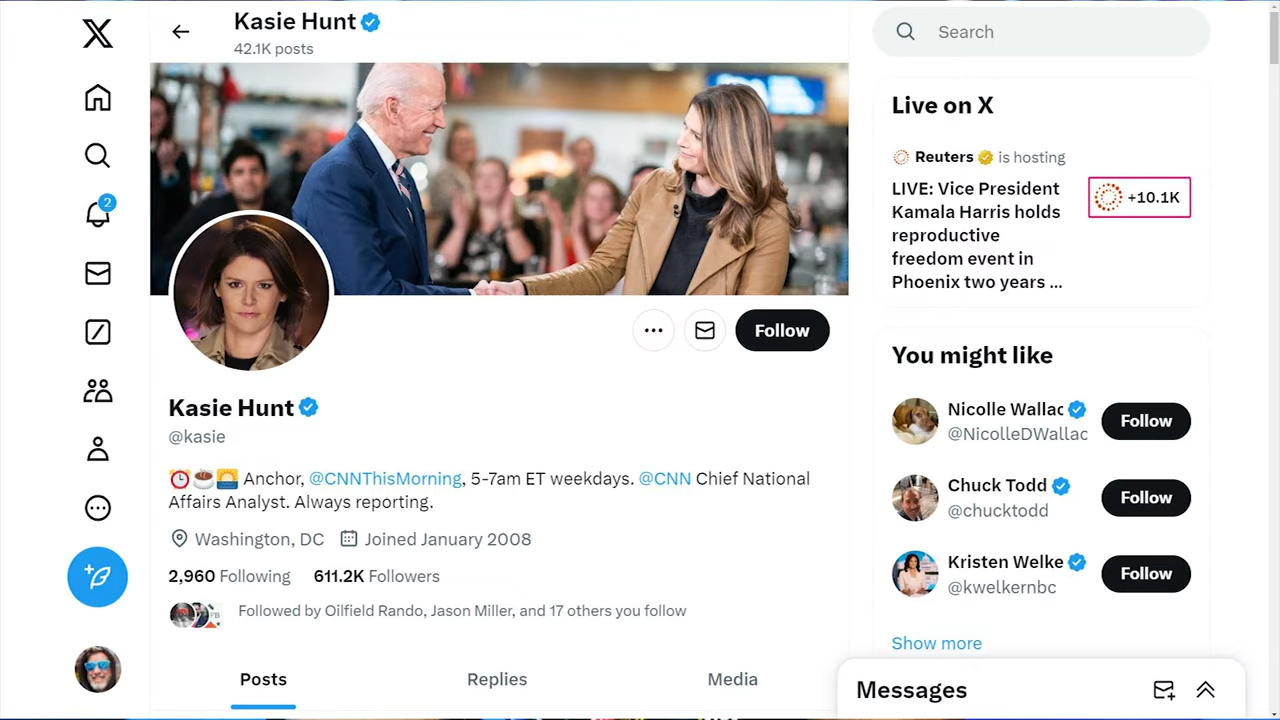 Kasie Hunt
42.1K posts
Search
Live on X
Reuters is hosting
LIVE: Vice President
Kamala Harris holds
reproductive
freedom event in
Phoenix two years ...
+10.1K
2
Follow
Kasie Hunt
@kasie
Anchor, @CNNThisMorning, 5-7am ET weekdays. @CNN Chief National
Affairs Analyst. Always reporting.
Washington, DC Joined January 2008
2,960 Following 611.2K Followers
Followed by Oilfield Rando, Jason Miller, and 17 others you follow
Posts Replies Media
You might like
Nicolle Wallac
@NicolleDWallac
Follow
Chuck Todd
@chucktodd
Follow
Kristen Welke
@kwelkernbc
Follow
Show more
Messages